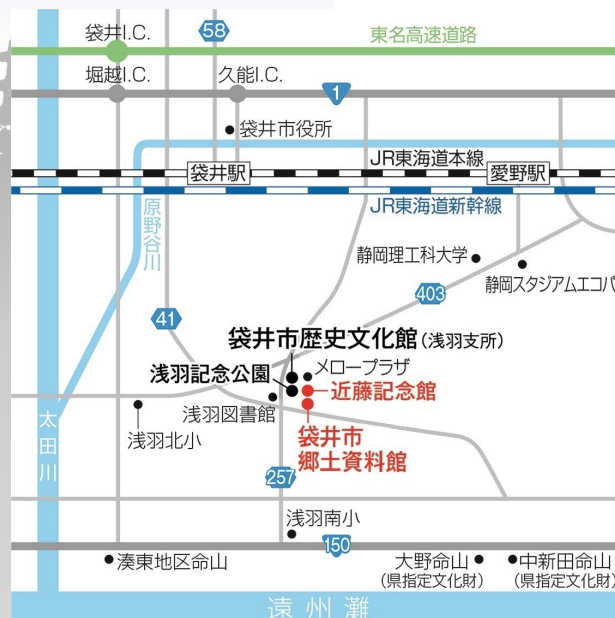 袋井I.C.
58
東名高速道路
堀越I.C.
久能I.C.
1
袋井市役所
JR東海道本線
袋井駅
愛野駅
JR東海道新幹線
原野谷川
静岡理工科大学
静岡スタジアムエコパ
403
41
袋井市歴史文化館(浅羽支所)
メロープラザ
浅羽記念公園
近藤記念館
浅羽図書館
太田川
浅羽北小
袋井市
郷土資料館
257
浅羽南小
150
湊東地区命山
大野命山
(県指定文化財)
中新田命山
(県指定文化財)
遠州灘